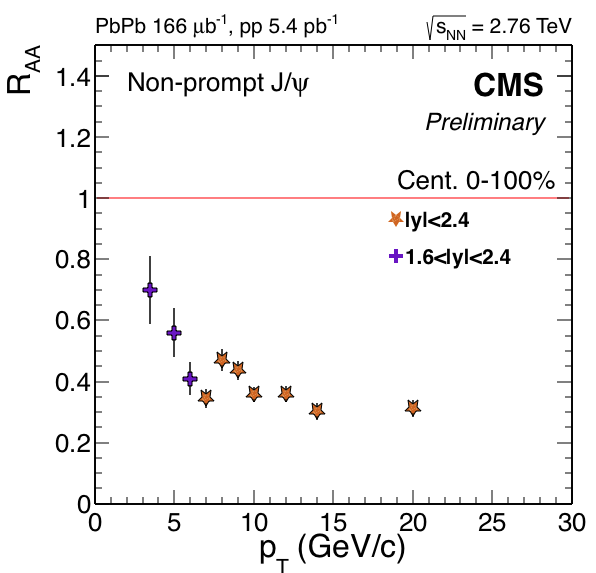 PbPb 166 μb⁻¹, pp 5.4 pb⁻¹
√sNN = 2.76 TeV
RAA
Non-prompt J/ψ
CMS
Preliminary
Cent. 0-100%
|y|<2.4
1.6<|y|<2.4
1.4
1.2
1
0.8
0.6
0.4
0.2
0
0 5 10 15 20 25 30
pT (GeV/c)